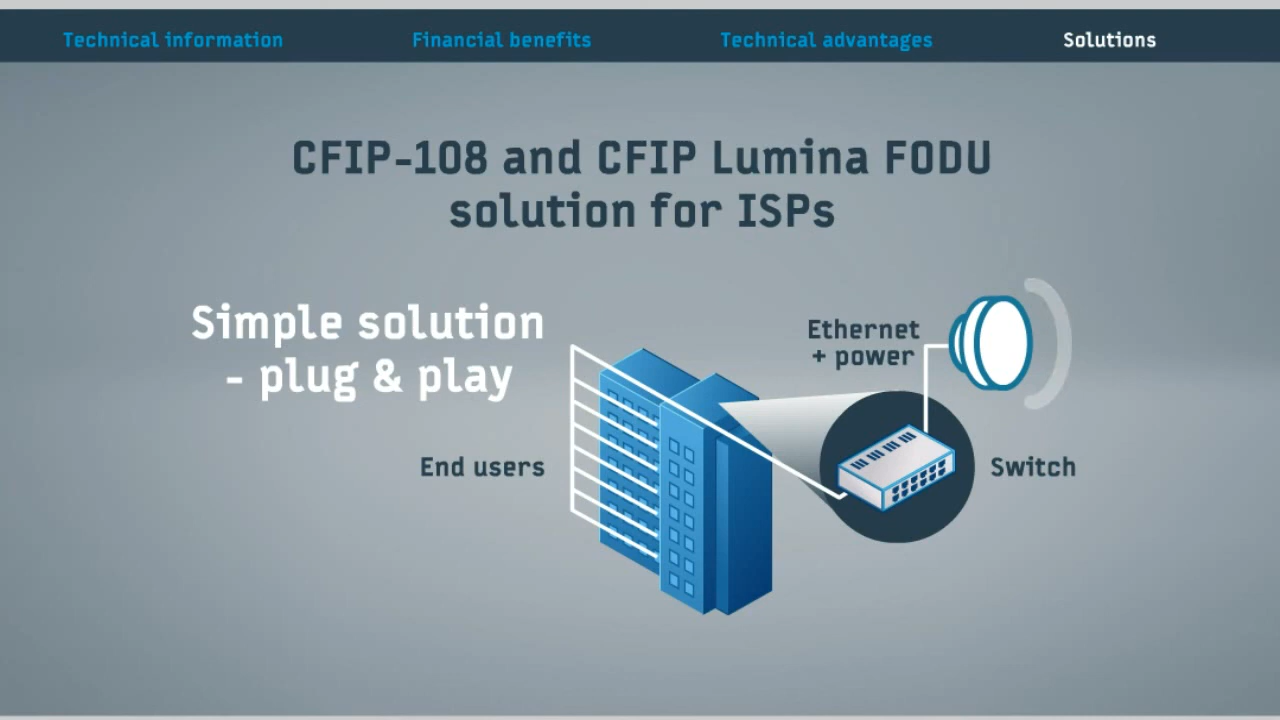 Technical information
Financial benefits
Technical advantages
Solutions
CFIP-108 and CFIP Lumina FODU
solution for ISPs
Simple solution
- plug & play
Ethernet
+ power
End users
Switch